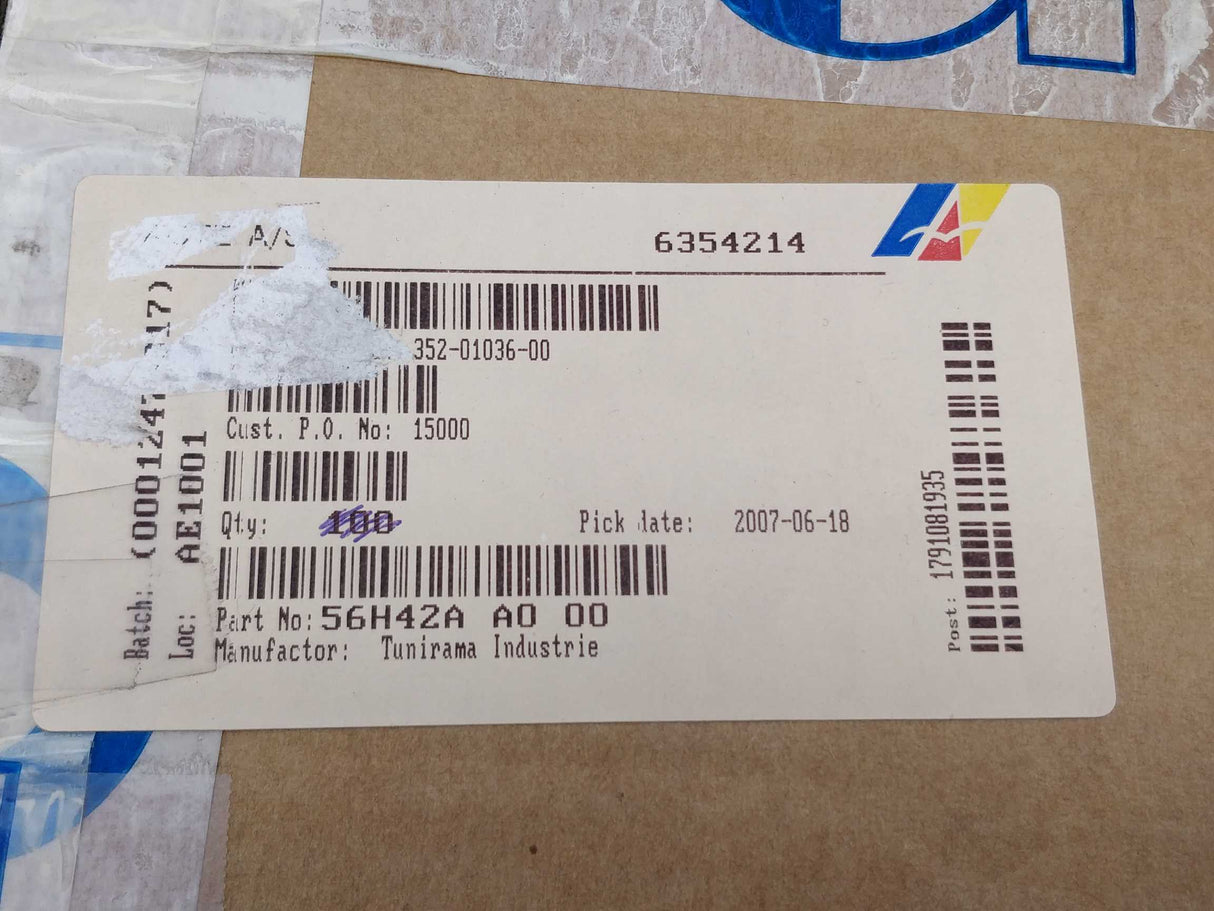 A/S
6354214
352-01036-00
Cust. P.O. No: 15000
Qty: 100
Pick date: 2007-06-18
Part No: 56H42A A0 00
Manufactor: Tunirama Industrie
Batch:
Loc: AE1001
Post: 1791081935